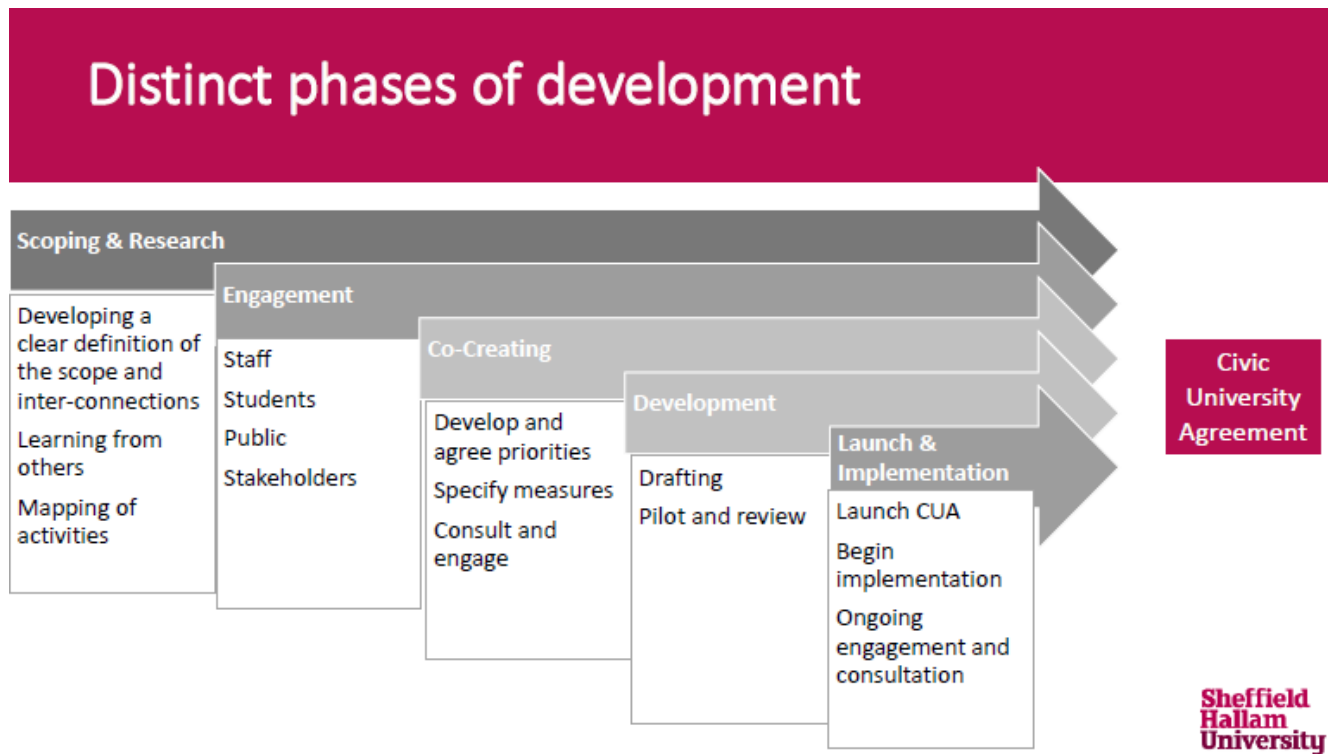 Distinct phases of development
Scoping & Research
Developing a
clear definition of
the scope and
inter-connections
Learning from
others
Mapping of
activities
Engagement
Staff
Students
Public
Stakeholders
Co-Creating
Develop and
agree priorities
Specify measures
Consult and
engage
Development
Drafting
Pilot and review
Launch &
Implementation
Launch CUA
Begin
implementation
Ongoing
engagement and
consultation
Civic
University
Agreement
Sheffield
Hallam
University